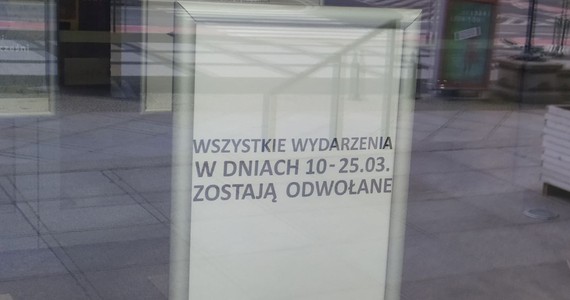 WSZYSTKIE WYDARZENIA
W DNIACH 10-25.03.
ZOSTAJĄ ODWOŁANE